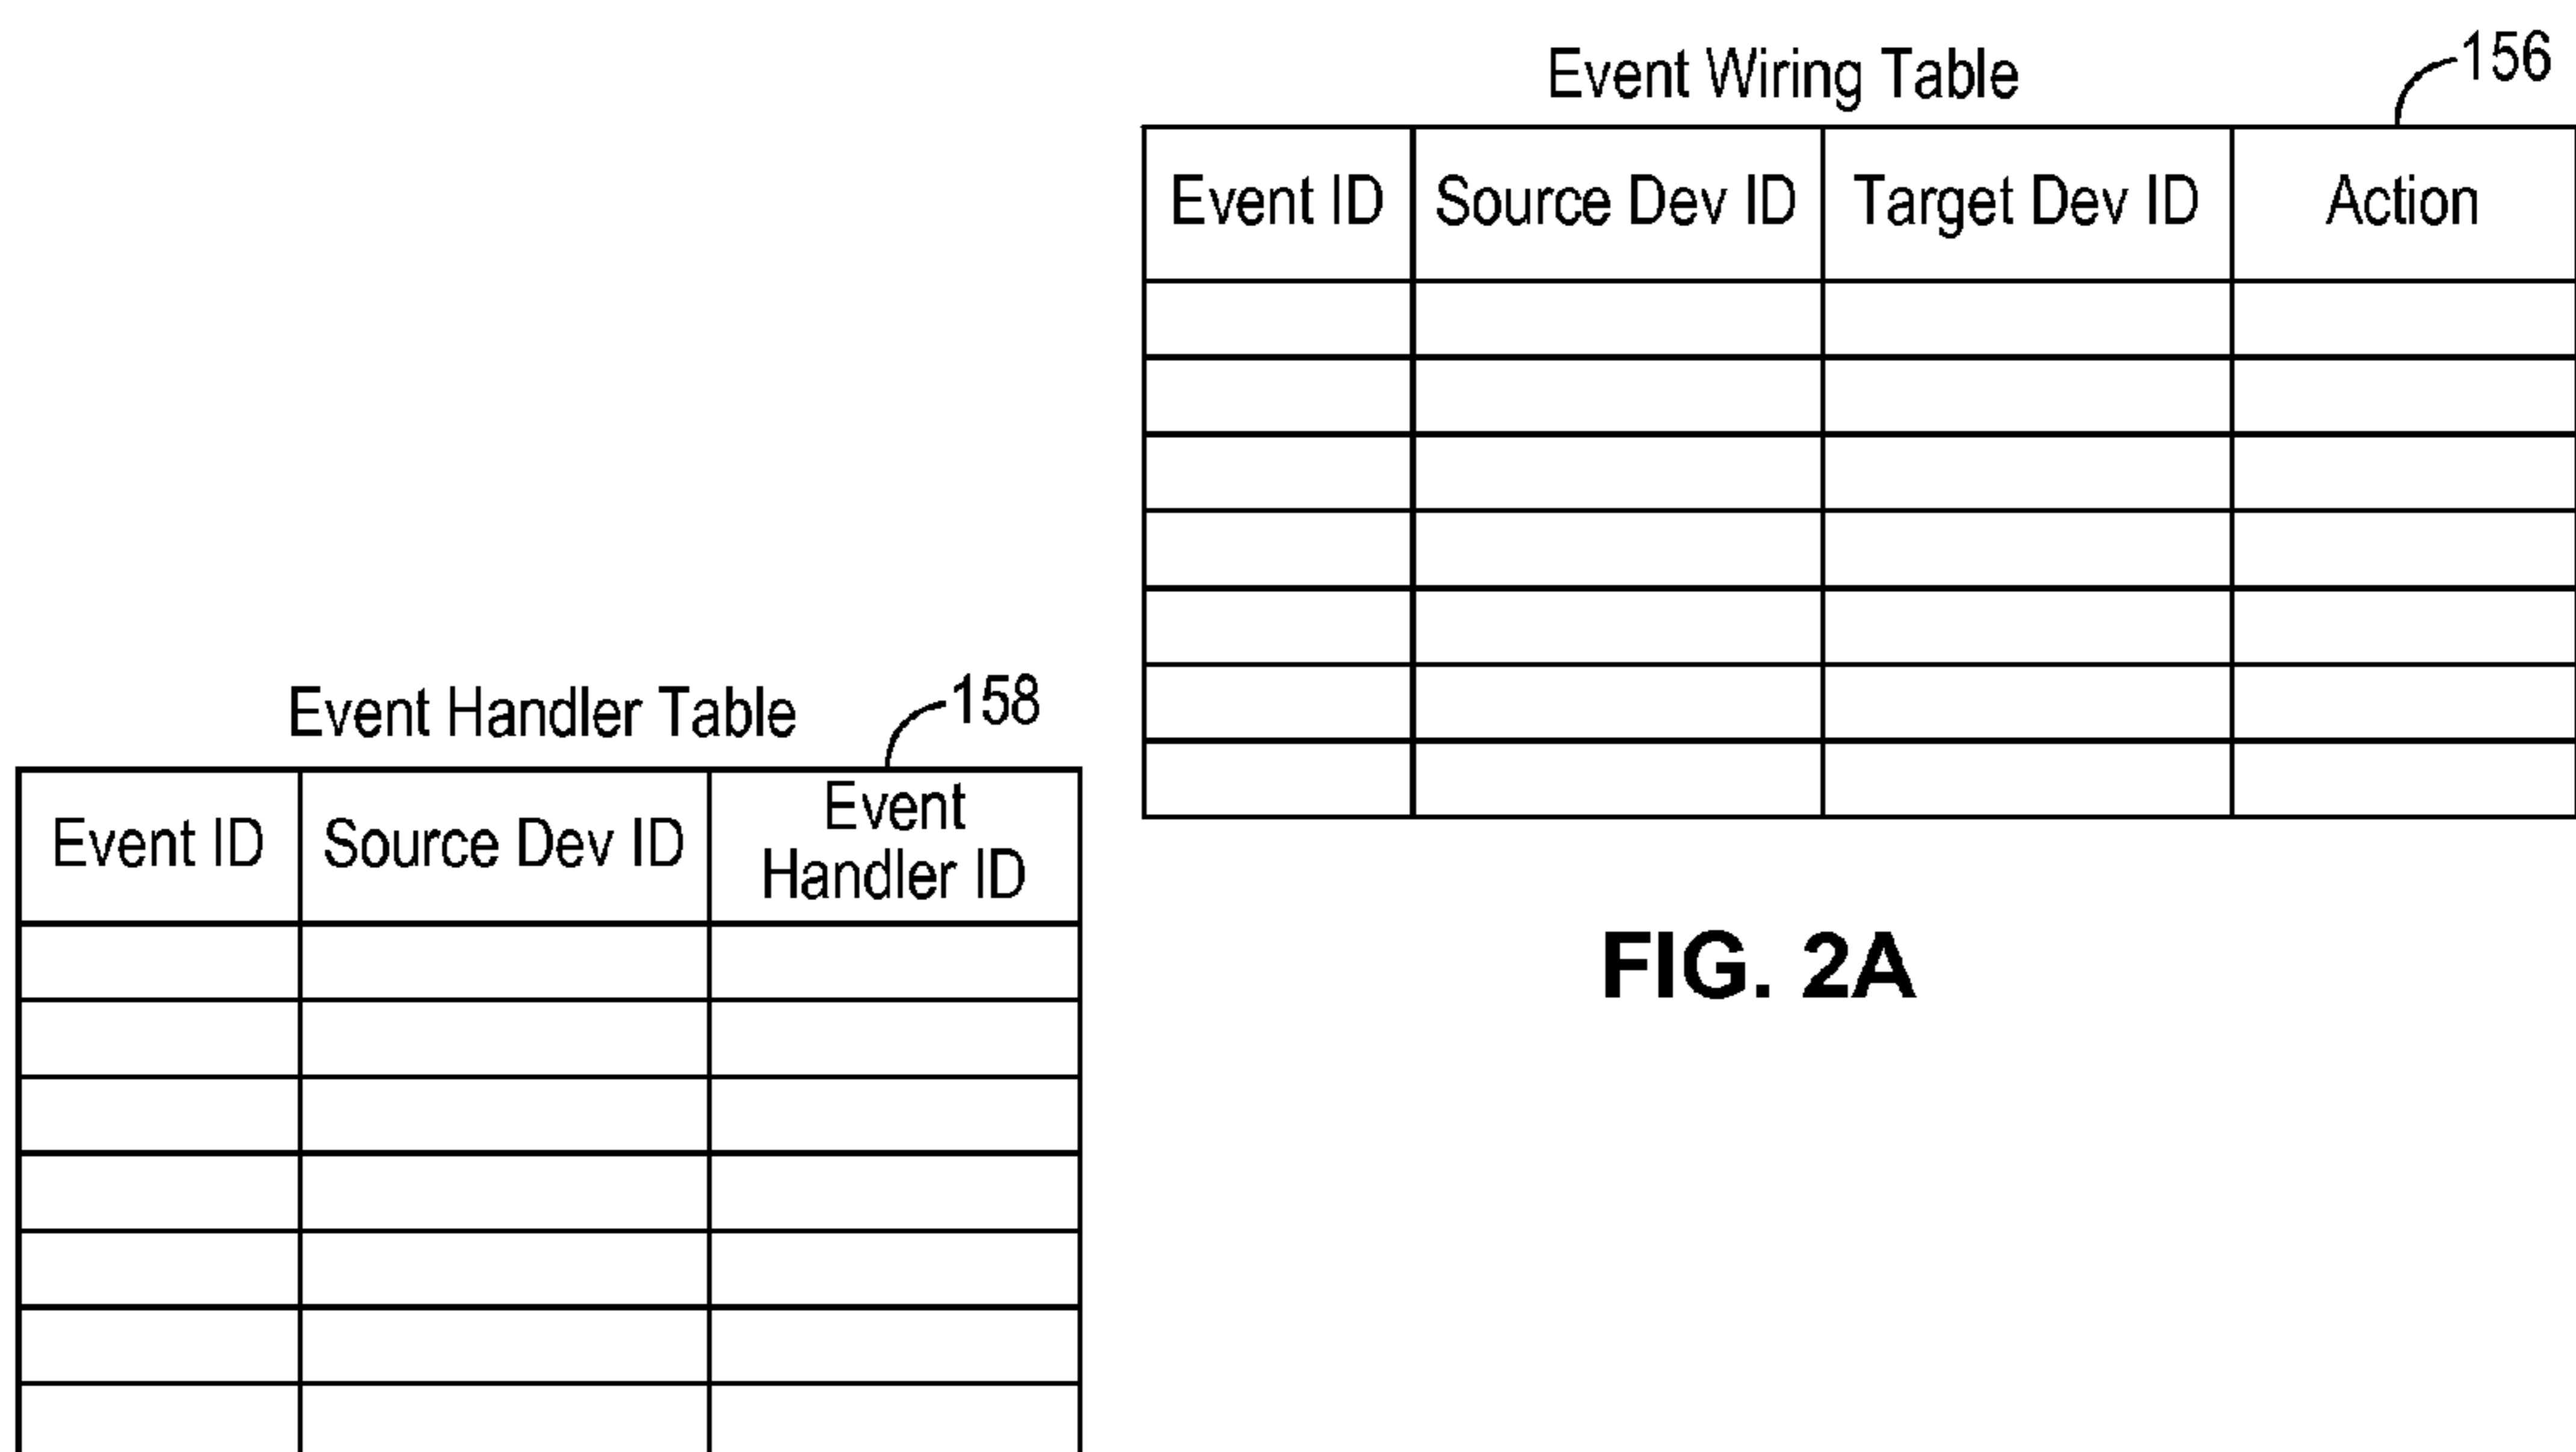 Event Wiring Table
156
Event ID Source Dev ID Target Dev ID Action
FIG. 2A
Event Handler Table
158
Event ID Source Dev ID Event
Handler ID